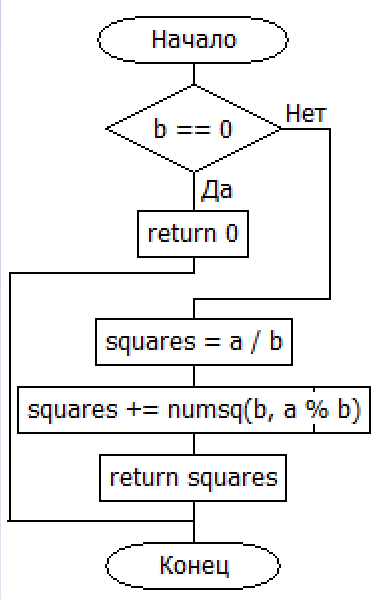 Начало
b == 0
Нет
Да
return 0
squares = a / b
squares += numsq(b, a % b)
return squares
Конец